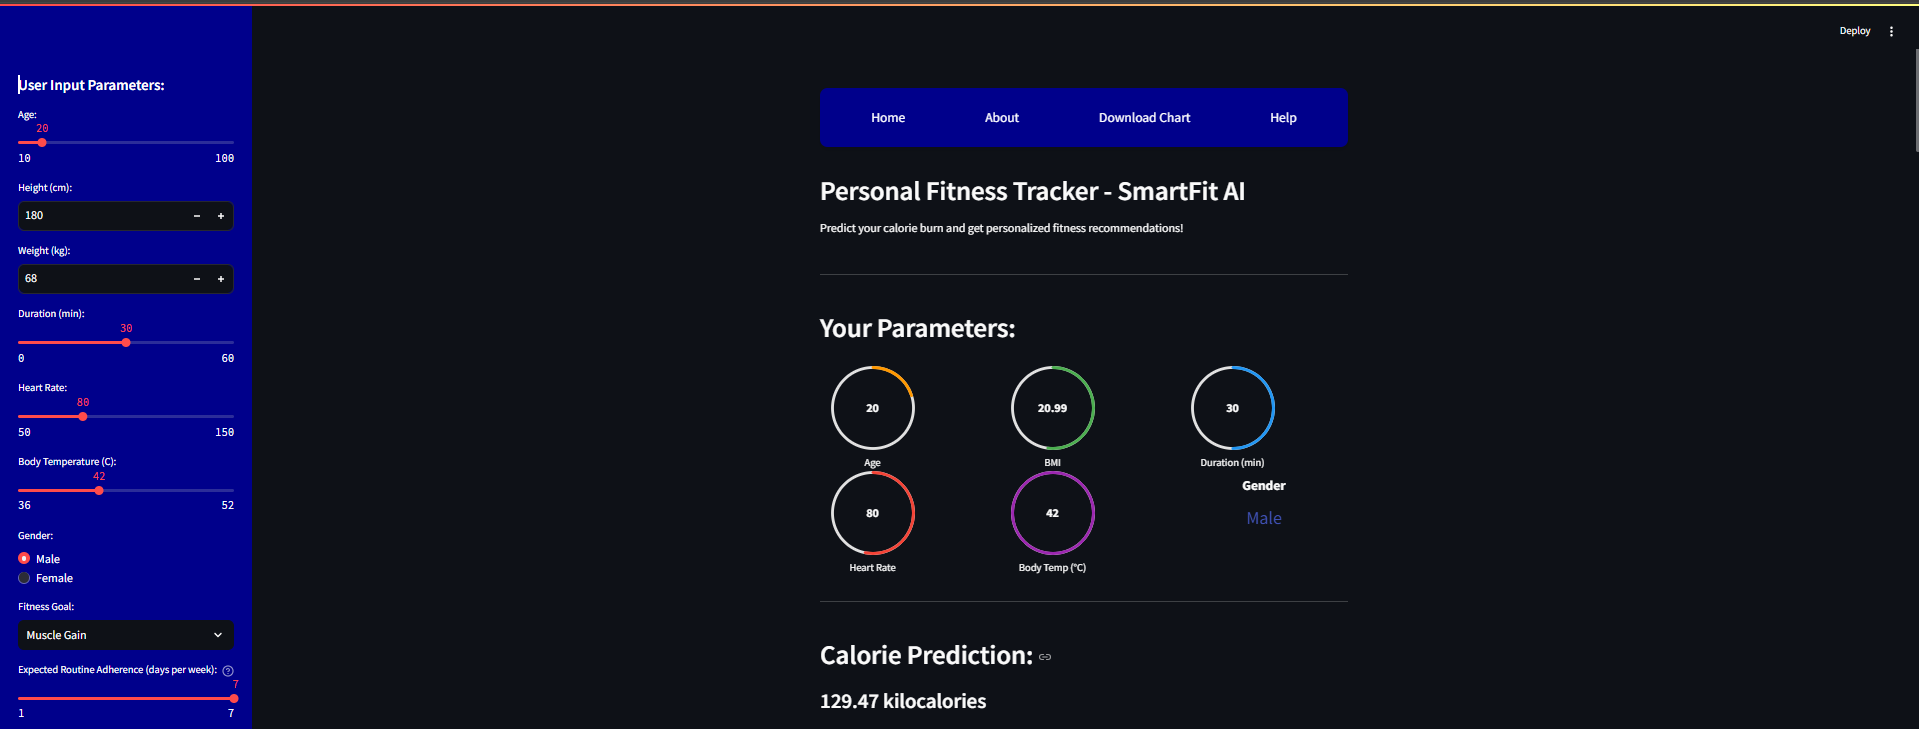 Deploy
User Input Parameters:
Age:
20
10 100
Height (cm):
180 − +
Weight (kg):
68 − +
Duration (min):
30
0 60
Heart Rate:
80
50 150
Body Temperature (C):
42
36 52
Gender:
Male
Female
Fitness Goal:
Muscle Gain
Expected Routine Adherence (days per week): ?
7
1 7
Home About Download Chart Help
Personal Fitness Tracker - SmartFit AI
Predict your calorie burn and get personalized fitness recommendations!
Your Parameters:
20 20.99 30
Age BMI Duration (min)
Gender
80 42 Male
Heart Rate Body Temp (°C)
Calorie Prediction:
129.47 kilocalories